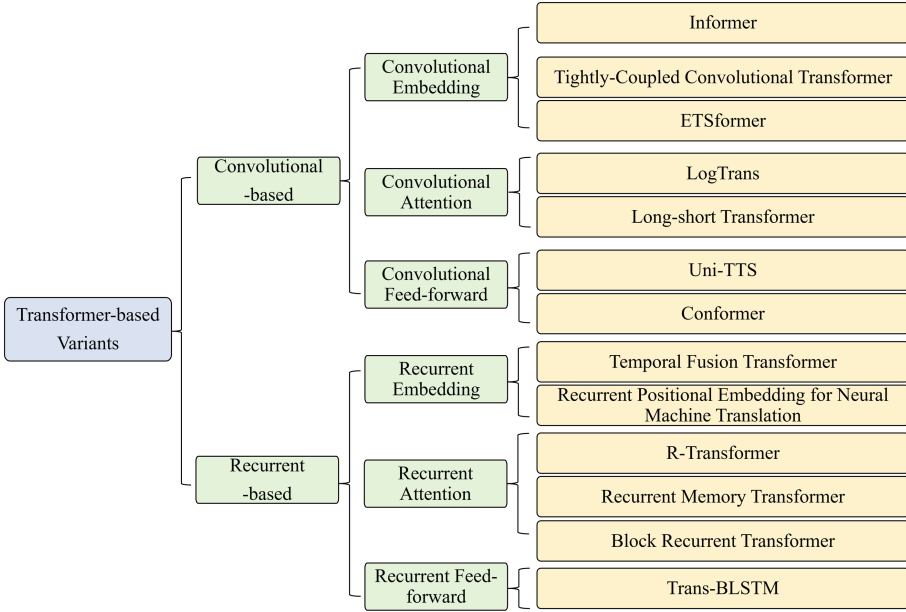 Transformer-based
Variants
Convolutional
-based
Convolutional
Embedding
Informer
Tightly-Coupled Convolutional Transformer
ETSformer
Convolutional
Attention
LogTrans
Long-short Transformer
Convolutional
Feed-forward
Uni-TTS
Conformer
Recurrent
-based
Recurrent
Embedding
Temporal Fusion Transformer
Recurrent Positional Embedding for Neural
Machine Translation
Recurrent
Attention
R-Transformer
Recurrent Memory Transformer
Block Recurrent Transformer
Recurrent Feed-
forward
Trans-BLSTM